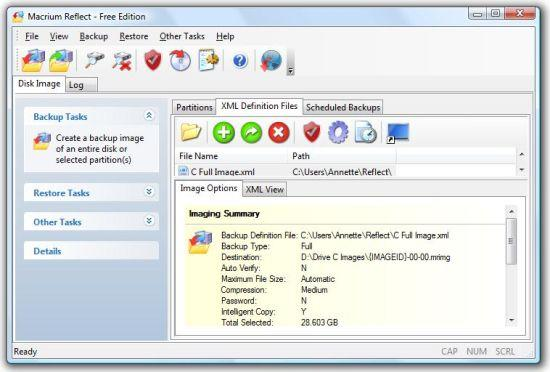 Macrium Reflect - Free Edition
File View Backup Restore Other Tasks Help
Disk Image Log
Backup Tasks
Create a backup image
of an entire disk or
selected partition(s)
Restore Tasks
Other Tasks
Details
Partitions XML Definition Files Scheduled Backups
File Name Path
C Full Image.xml C:\Users\Annette\Reflect\
Image Options XML View
Imaging Summary
Backup Definition File: C:\Users\Annette\Reflect\C Full Image.xml
Backup Type: Full
Destination: D:\Drive C Images\{IMAGEID}-00-00.mrimg
Auto Verify: N
Maximum File Size: Automatic
Compression: Medium
Password: N
Intelligent Copy: Y
Total Selected: 28.603 GB
Ready CAP NUM SCRL